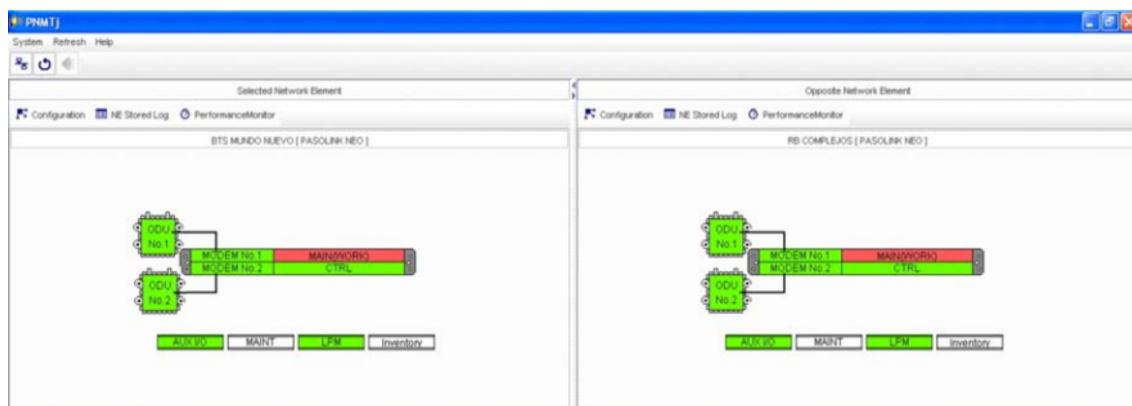 PNMTj
System Refresh Help
Selected Network Element
Configuration NE Stored Log PerformanceMonitor
BTS MUNDO NUEVO [ PASOLINK NEO ]
ODU
No.1
MODEM No.1 MAIN(WORK)
MODEM No.2 CTRL
ODU
No.2
AUX I/O MAINT LPM Inventory
Opposite Network Element
Configuration NE Stored Log PerformanceMonitor
RB COMPLEJOS [ PASOLINK NEO ]
ODU
No.1
MODEM No.1 MAIN(WORK)
MODEM No.2 CTRL
ODU
No.2
AUX I/O MAINT LPM Inventory